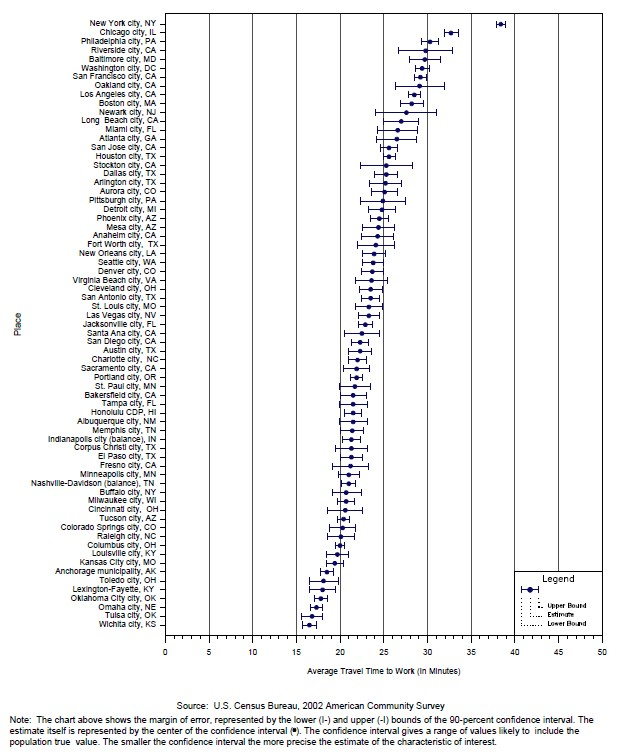 New York city, NY
Chicago city, IL
Philadelphia city, PA
Riverside city, CA
Baltimore city, MD
Washington city, DC
San Francisco city, CA
Oakland city, CA
Los Angeles city, CA
Boston city, MA
Newark city, NJ
Long Beach city, CA
Miami city, FL
Atlanta city, GA
San Jose city, CA
Houston city, TX
Stockton city, CA
Dallas city, TX
Arlington city, TX
Aurora city, CO
Pittsburgh city, PA
Detroit city, MI
Phoenix city, AZ
Mesa city, AZ
Anaheim city, CA
Fort Worth city, TX
New Orleans city, LA
Seattle city, WA
Denver city, CO
Virginia Beach city, VA
Cleveland city, OH
San Antonio city, TX
St. Louis city, MO
Las Vegas city, NV
Jacksonville city, FL
Santa Ana city, CA
San Diego city, CA
Austin city, TX
Charlotte city, NC
Sacramento city, CA
Portland city, OR
St. Paul city, MN
Bakersfield city, CA
Tampa city, FL
Honolulu CDP, HI
Albuquerque city, NM
Memphis city, TN
Indianapolis city (balance), IN
Corpus Christi city, TX
El Paso city, TX
Fresno city, CA
Minneapolis city, MN
Nashville-Davidson (balance), TN
Buffalo city, NY
Milwaukee city, WI
Cincinnati city, OH
Tucson city, AZ
Colorado Springs city, CO
Raleigh city, NC
Columbus city, OH
Louisville city, KY
Kansas City city, MO
Anchorage municipality, AK
Toledo city, OH
Lexington-Fayette, KY
Oklahoma City city, OK
Omaha city, NE
Tulsa city, OK
Wichita city, KS
Place
Legend
Upper Bound
Estimate
Lower Bound
0 5 10 15 20 25 30 35 40 45 50
Average Travel Time to Work (In Minutes)
Source: U.S. Census Bureau, 2002 American Community Survey
Note: The chart above shows the margin of error, represented by the lower (I-) and upper (-I) bounds of the 90-percent confidence interval. The
estimate itself is represented by the center of the confidence interval (•). The confidence interval gives a range of values likely to include the
population true value. The smaller the confidence interval the more precise the estimate of the characteristic of interest.